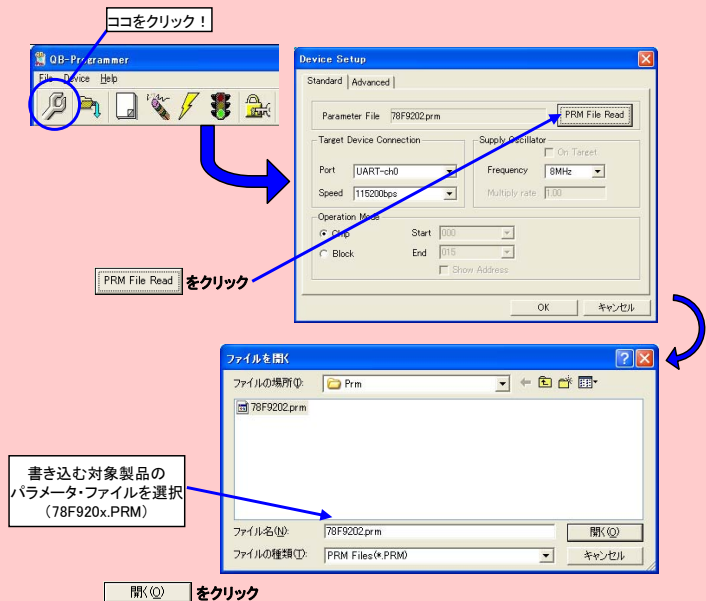 ココをクリック！
QB-Programmer
File Device Help
Device Setup
Standard Advanced
Parameter File 78F9202.prm PRM File Read
Target Device Connection
Port UART-ch0
Speed 115200bps
Supply Oscillator
On Target
Frequency 8MHz
Multiply rate 1.00
Operation Mode
Chip Start 000
Block End 015
Show Address
OK キャンセル
PRM File Read をクリック
ファイルを開く
ファイルの場所(I): Prm
78F9202.prm
書き込む対象製品の
パラメータ・ファイルを選択
（78F920x.PRM）
ファイル名(N): 78F9202.prm 開く(O)
ファイルの種類(T): PRM Files(*.PRM) キャンセル
開く(O) をクリック